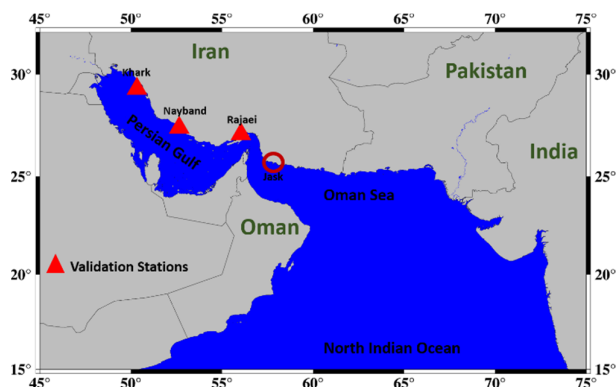 45° 50° 55° 60° 65° 70° 75°
Iran
Pakistan
30° 30°
Khark
Nayband
Rajaei
Persian Gulf
India
25° 25°
Jask
Oman Sea
Oman
Validation Stations
20° 20°
North Indian Ocean
15° 15°
45° 50° 55° 60° 65° 70° 75°